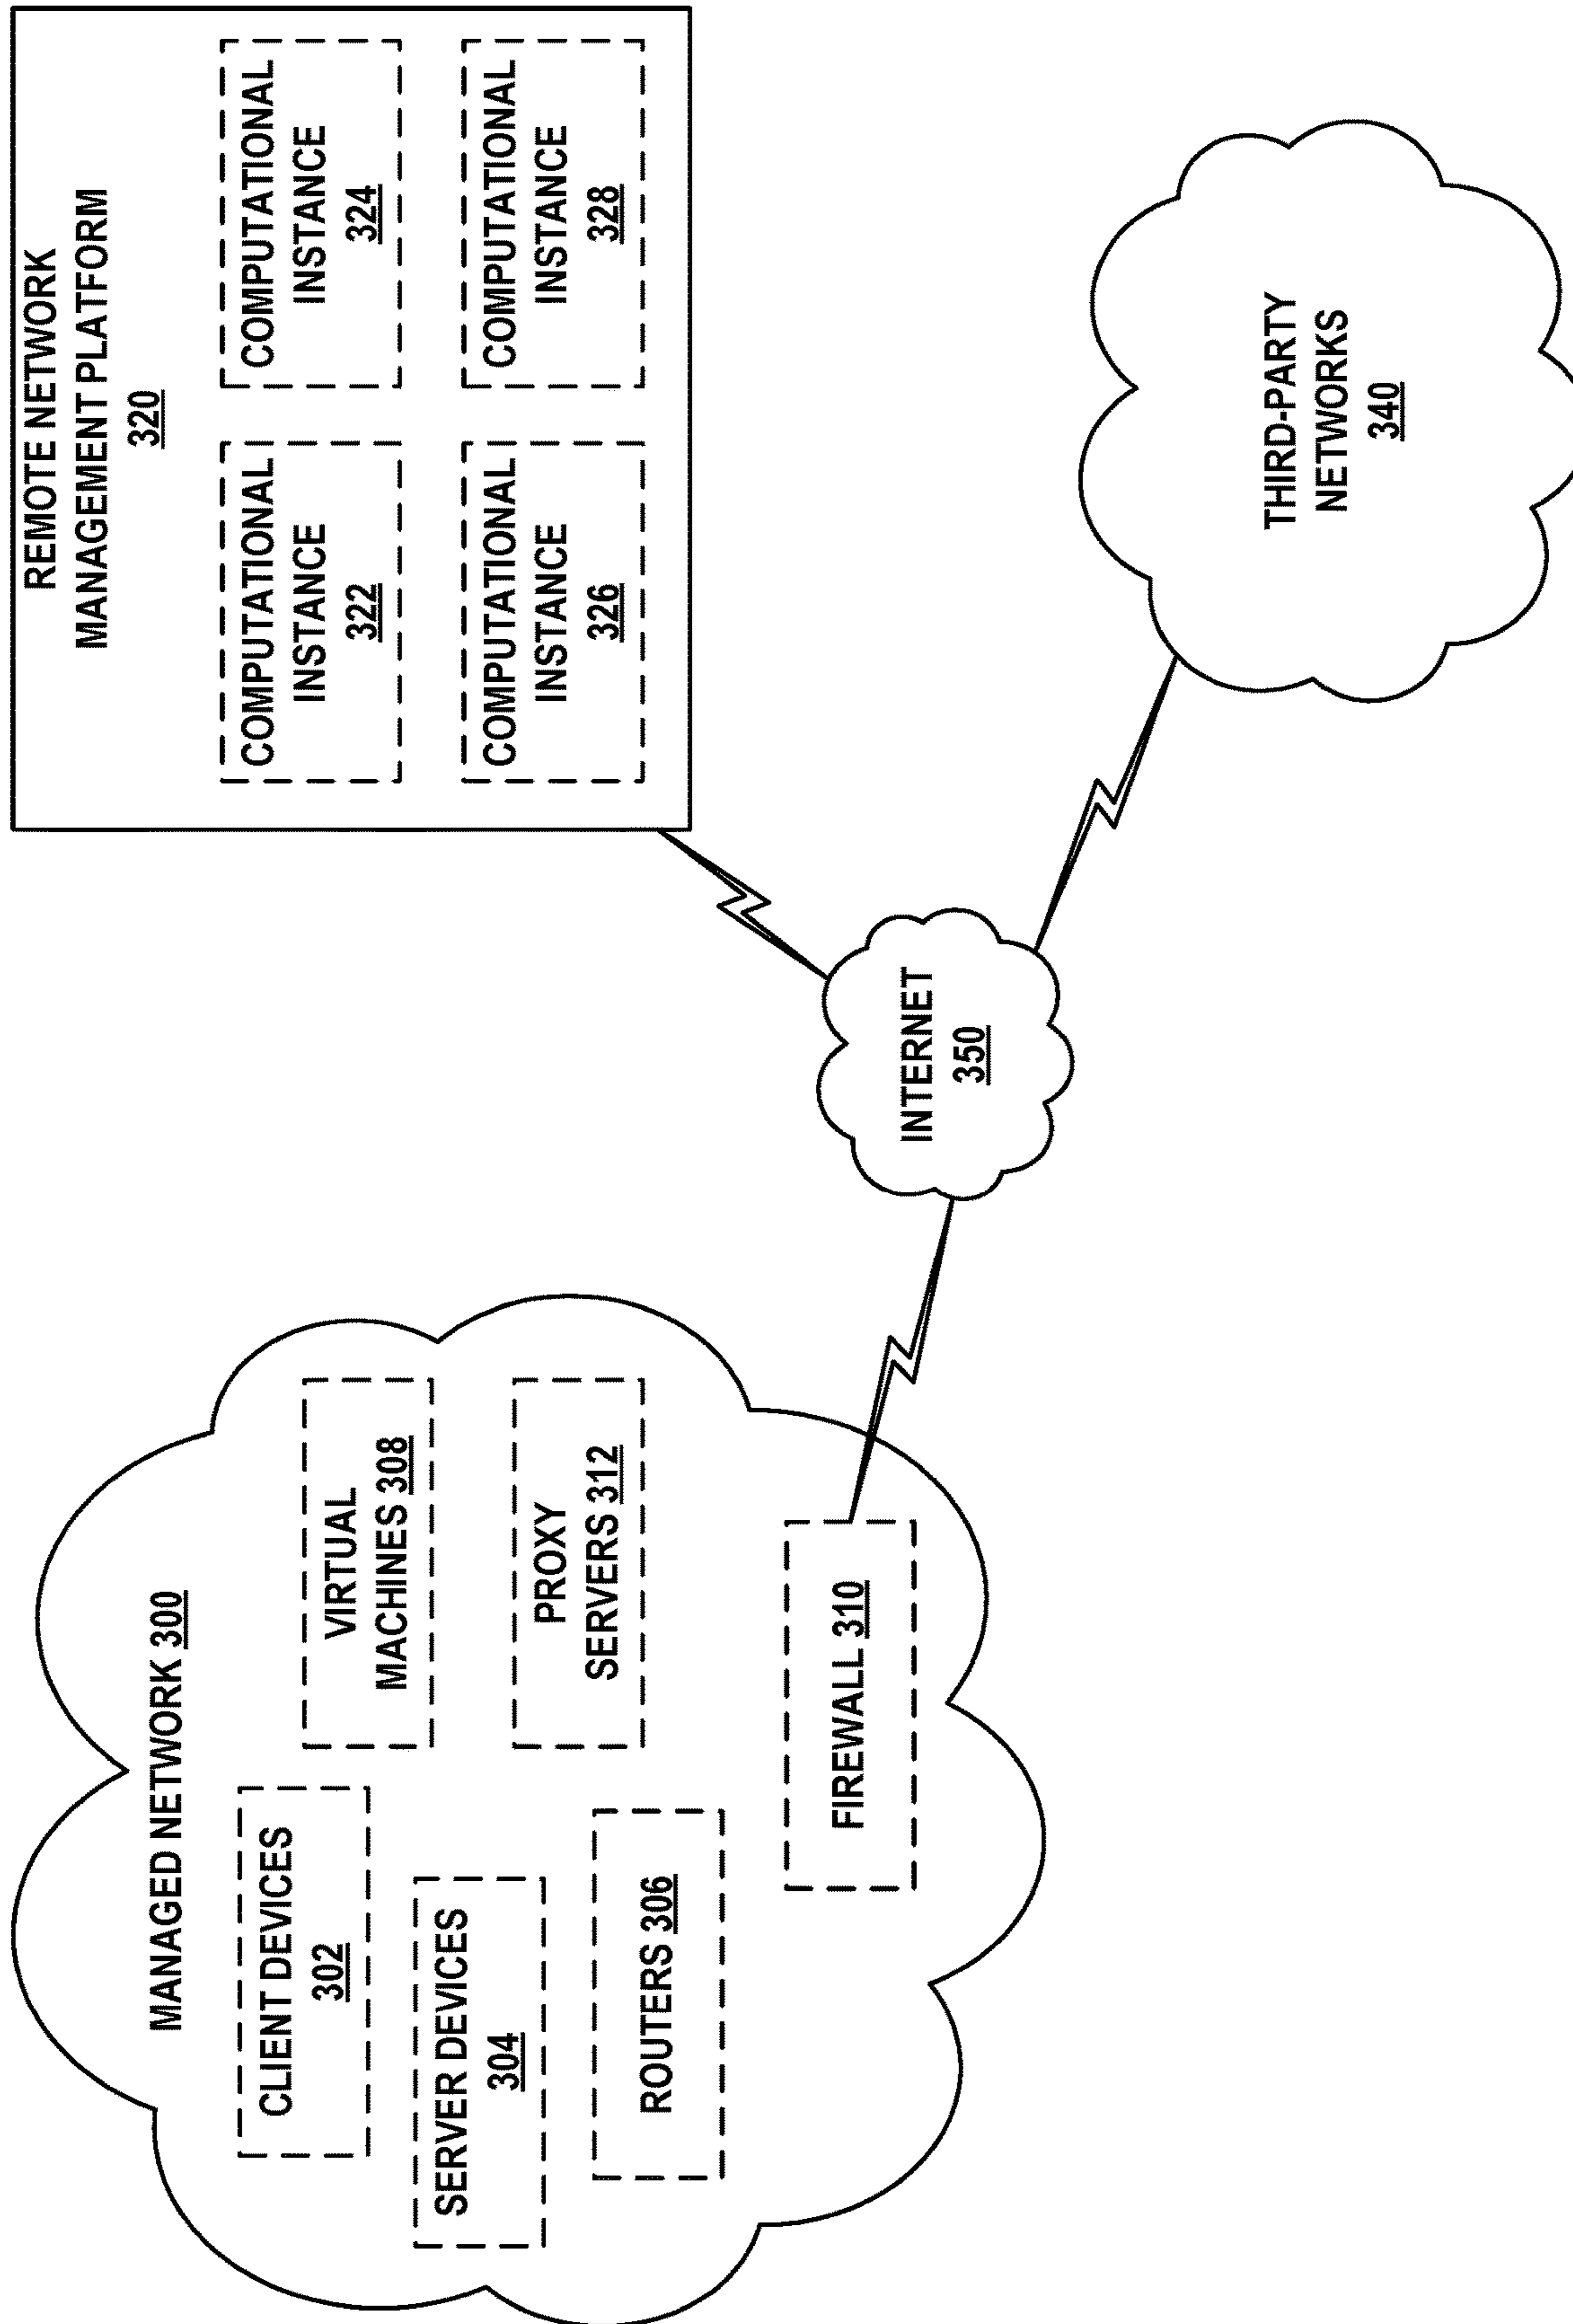 MANAGED NETWORK 300
CLIENT DEVICES
302
SERVER DEVICES
304
ROUTERS 306
VIRTUAL
MACHINES 308
PROXY
SERVERS 312
FIREWALL 310
INTERNET
350
REMOTE NETWORK
MANAGEMENT PLATFORM
320
COMPUTATIONAL
INSTANCE
322
COMPUTATIONAL
INSTANCE
324
COMPUTATIONAL
INSTANCE
326
COMPUTATIONAL
INSTANCE
328
THIRD-PARTY
NETWORKS
340